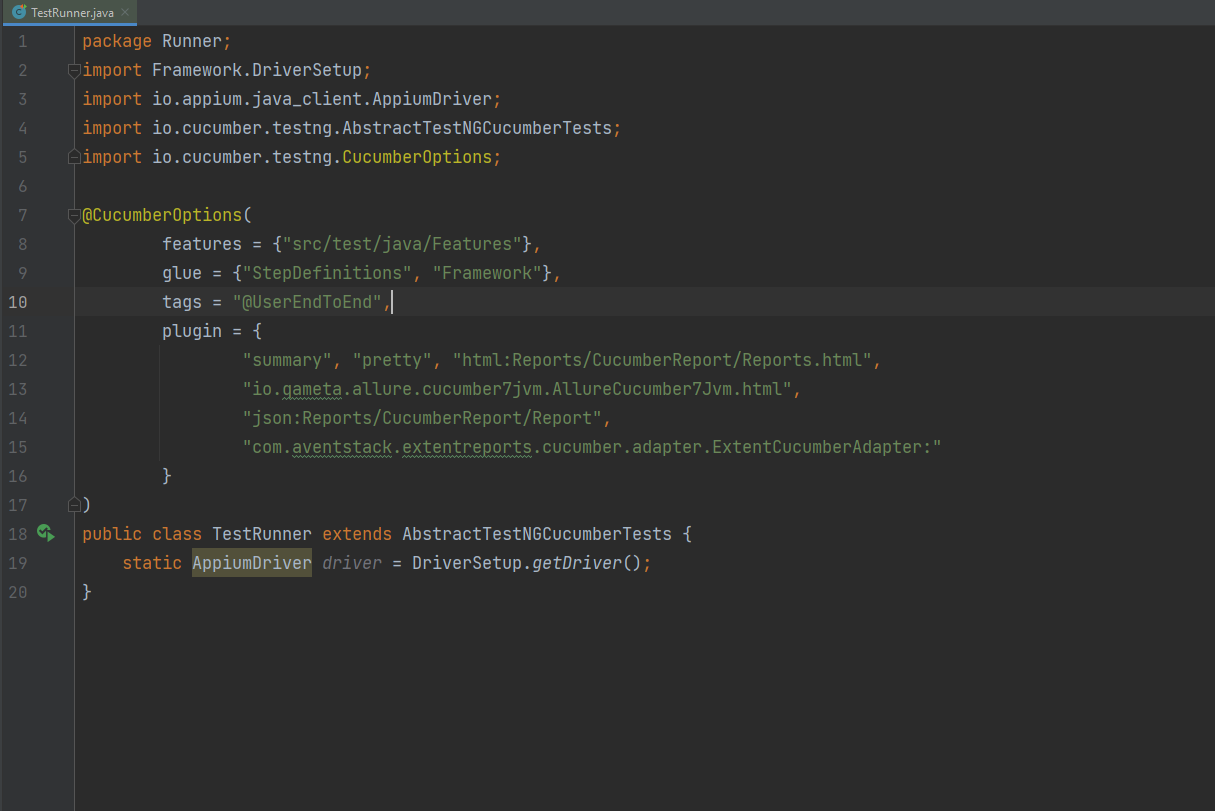 TestRunner.java
1 package Runner;
2 import Framework.DriverSetup;
3 import io.appium.java_client.AppiumDriver;
4 import io.cucumber.testng.AbstractTestNGCucumberTests;
5 import io.cucumber.testng.CucumberOptions;
6
7 @CucumberOptions(
8 features = {"src/test/java/Features"},
9 glue = {"StepDefinitions", "Framework"},
10 tags = "@UserEndToEnd",
11 plugin = {
12 "summary", "pretty", "html:Reports/CucumberReport/Reports.html",
13 "io.qameta.allure.cucumber7jvm.AllureCucumber7Jvm.html",
14 "json:Reports/CucumberReport/Report",
15 "com.aventstack.extentreports.cucumber.adapter.ExtentCucumberAdapter:"
16 }
17 )
18 public class TestRunner extends AbstractTestNGCucumberTests {
19 static AppiumDriver driver = DriverSetup.getDriver();
20 }